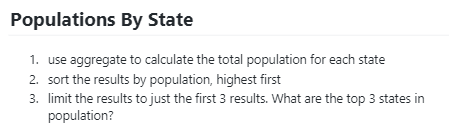 Populations By State
1. use aggregate to calculate the total population for each state
2. sort the results by population, highest first
3. limit the results to just the first 3 results. What are the top 3 states in
population?